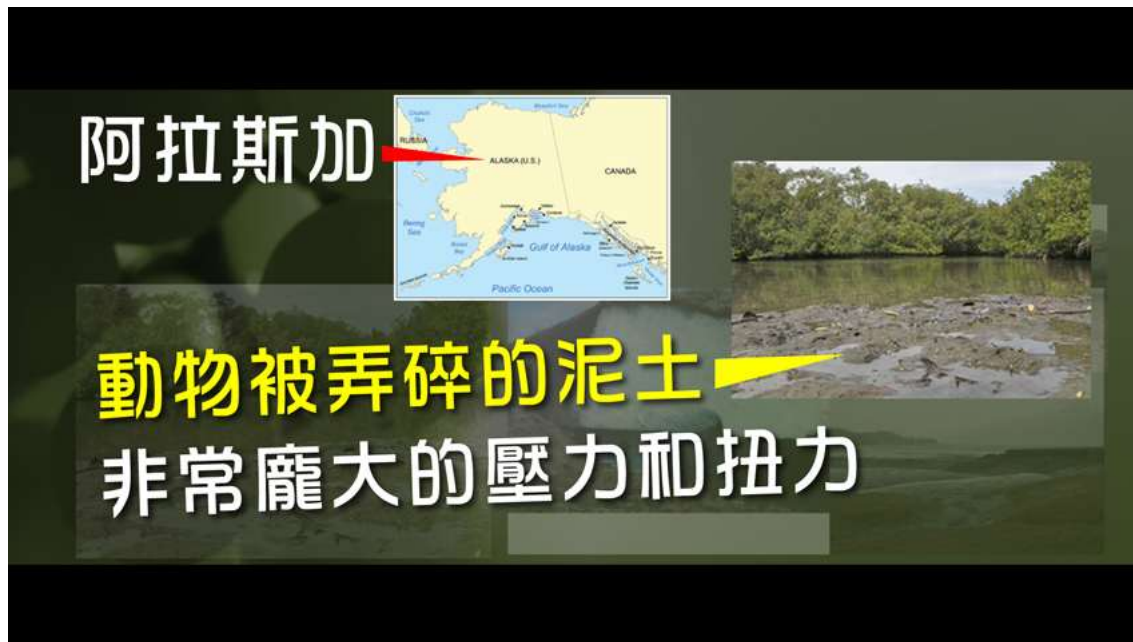 阿拉斯加
RUSSIA
ALASKA (U.S.)
CANADA
Bering
Sea
Gulf of Alaska
Pacific Ocean
動物被弄碎的泥土
非常龐大的壓力和扭力